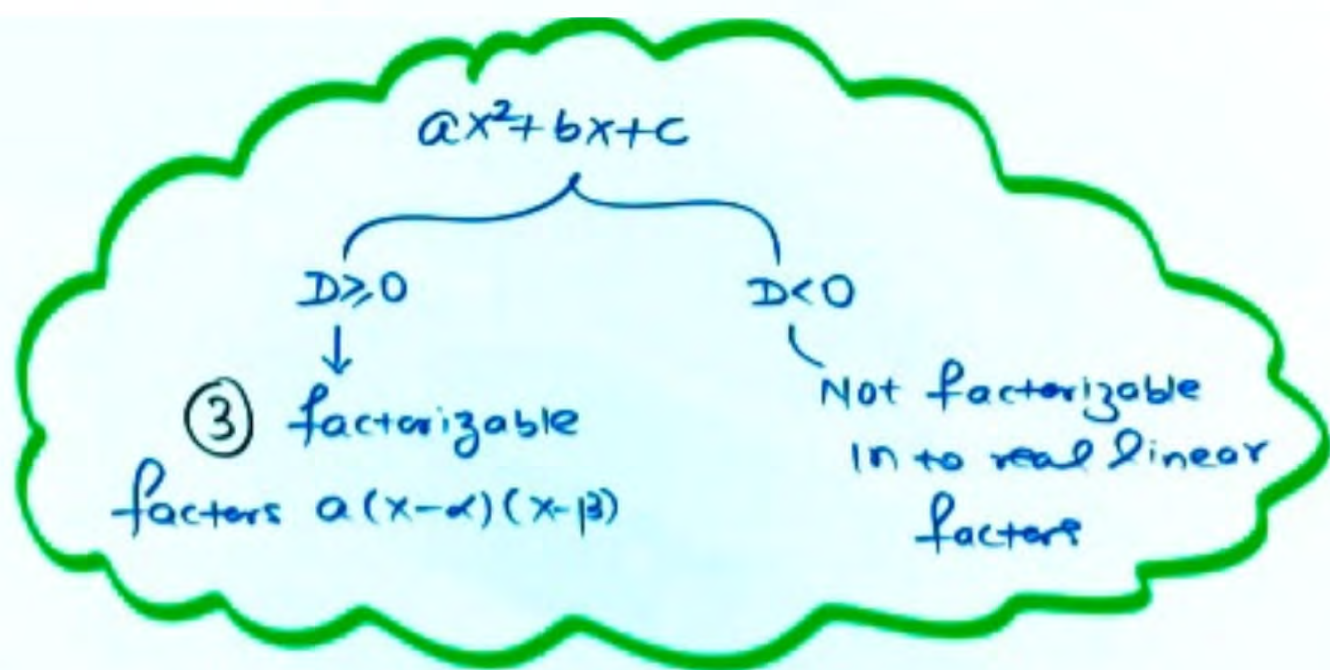 ax²+bx+c
D≥0
D<0
③ factorizable
factors a(x-α)(x-β)
Not factorizable
In to real linear
factors